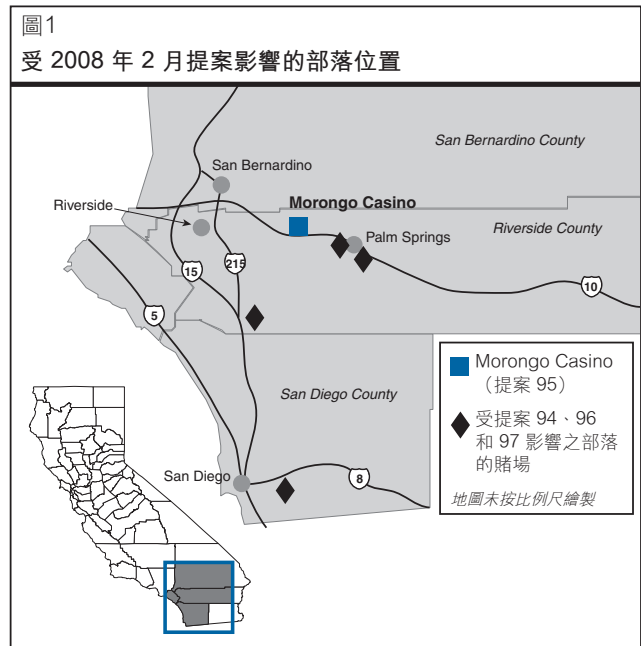 圖1
受 2008 年 2 月提案影響的部落位置
San Bernardino County
San Bernardino
Morongo Casino
Riverside
Riverside County
Palm Springs
15
215
10
5
San Diego County
San Diego
8
Morongo Casino
（提案 95）
受提案 94、96
和 97 影響之部落
的賭場
地圖未按比例尺繪製